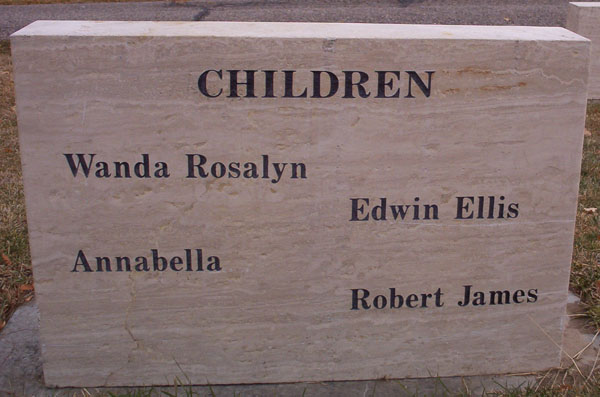 CHILDREN
Wanda Rosalyn
Edwin Ellis
Annabella
Robert James